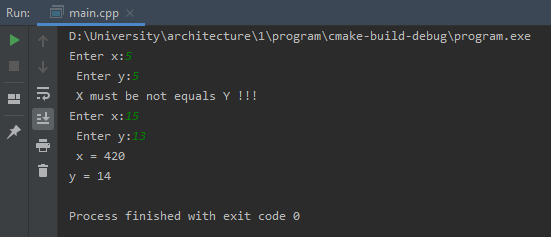 Run: main.cpp
D:\University\architecture\1\program\cmake-build-debug\program.exe
Enter x:5
 Enter y:5
 X must be not equals Y !!!
Enter x:15
 Enter y:13
 x = 420
y = 14
Process finished with exit code 0